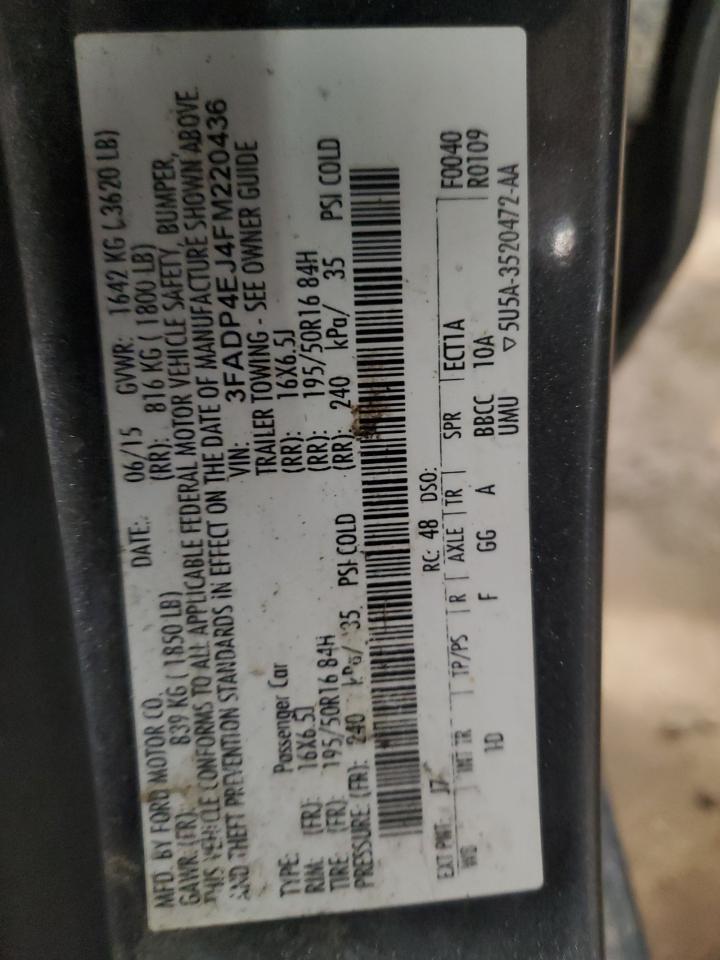 MFD. BY FORD MOTOR CO. DATE: 06/15 GVWR: 1642 KG (3620 LB)
GAWR: (FR): 839 KG (1850 LB) (RR): 816 KG (1800 LB)
THIS VEHICLE CONFORMS TO ALL APPLICABLE FEDERAL MOTOR VEHICLE SAFETY, BUMPER,
AND THEFT PREVENTION STANDARDS IN EFFECT ON THE DATE OF MANUFACTURE SHOWN ABOVE.
VIN: 3FADP4EJ4FM220436
TYPE: Passenger Car TRAILER TOWING - SEE OWNER GUIDE
RIM: (FR): 16X6.5J (RR): 16X6.5J
TIRE: (FR): 195/50R16 84H (RR): 195/50R16 84H
PRESSURE: (FR): 240 kPa/ 35 PSI COLD (RR): 240 kPa/ 35 PSI COLD
EXT PNT: J7 RC: 48 DSO: F0040
WB INT TR TP/PS R AXLE TR SPR ECT1A R0109
F GG A BBCC 10A
UMU ▽5U5A-3520472-AA